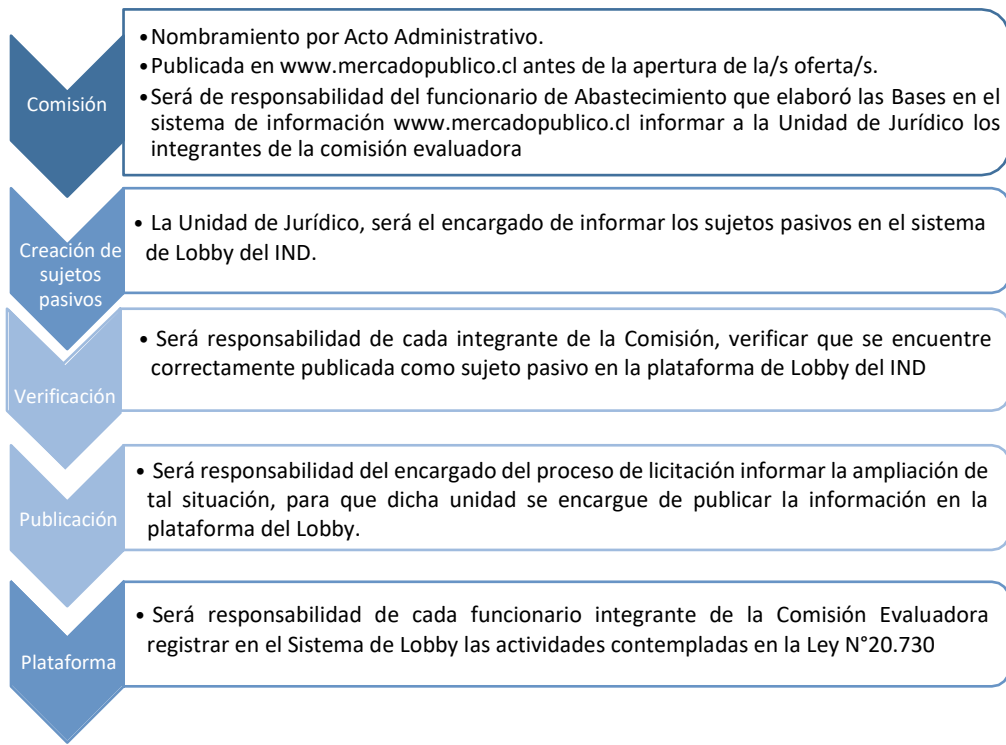 Comisión
•Nombramiento por Acto Administrativo.
•Publicada en www.mercadopublico.cl antes de la apertura de la/s oferta/s.
•Será de responsabilidad del funcionario de Abastecimiento que elaboró las Bases en el
sistema de información www.mercadopublico.cl informar a la Unidad de Jurídico los
integrantes de la comisión evaluadora
Creación de
sujetos
pasivos
• La Unidad de Jurídico, será el encargado de informar los sujetos pasivos en el sistema
de Lobby del IND.
Verificación
• Será responsabilidad de cada integrante de la Comisión, verificar que se encuentre
correctamente publicada como sujeto pasivo en la plataforma de Lobby del IND
Publicación
• Será responsabilidad del encargado del proceso de licitación informar la ampliación de
tal situación, para que dicha unidad se encargue de publicar la información en la
plataforma del Lobby.
Plataforma
• Será responsabilidad de cada funcionario integrante de la Comisión Evaluadora
registrar en el Sistema de Lobby las actividades contempladas en la Ley N°20.730